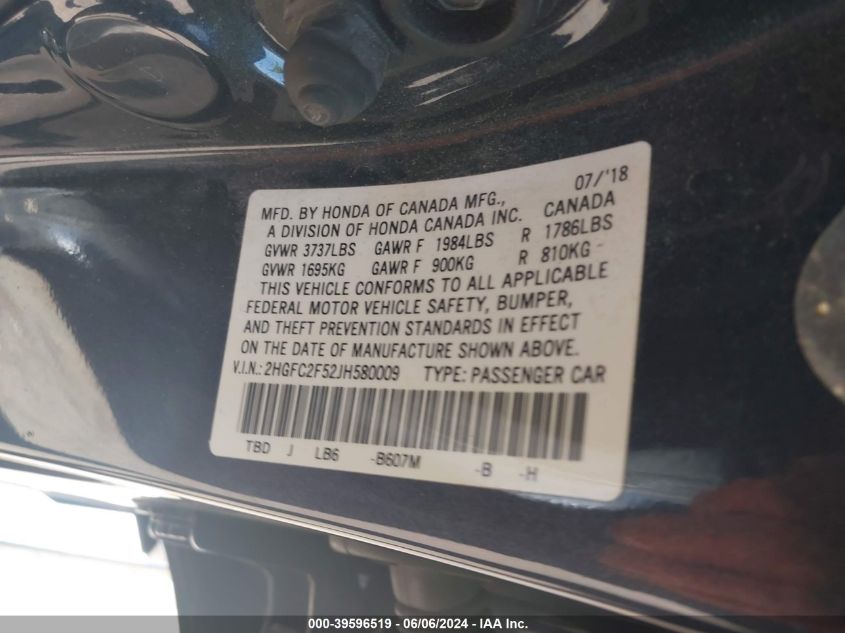 07/'18
MFD. BY HONDA OF CANADA MFG.,
A DIVISION OF HONDA CANADA INC. CANADA
GVWR 3737LBS GAWR F 1984LBS R 1786LBS
GVWR 1695KG GAWR F 900KG R 810KG
THIS VEHICLE CONFORMS TO ALL APPLICABLE
FEDERAL MOTOR VEHICLE SAFETY, BUMPER,
AND THEFT PREVENTION STANDARDS IN EFFECT
ON THE DATE OF MANUFACTURE SHOWN ABOVE.
V.I.N.: 2HGFC2F52JH580009 TYPE: PASSENGER CAR
TBD J LB6 -B607M -B -H
000-39596519 - 06/06/2024 - IAA Inc.